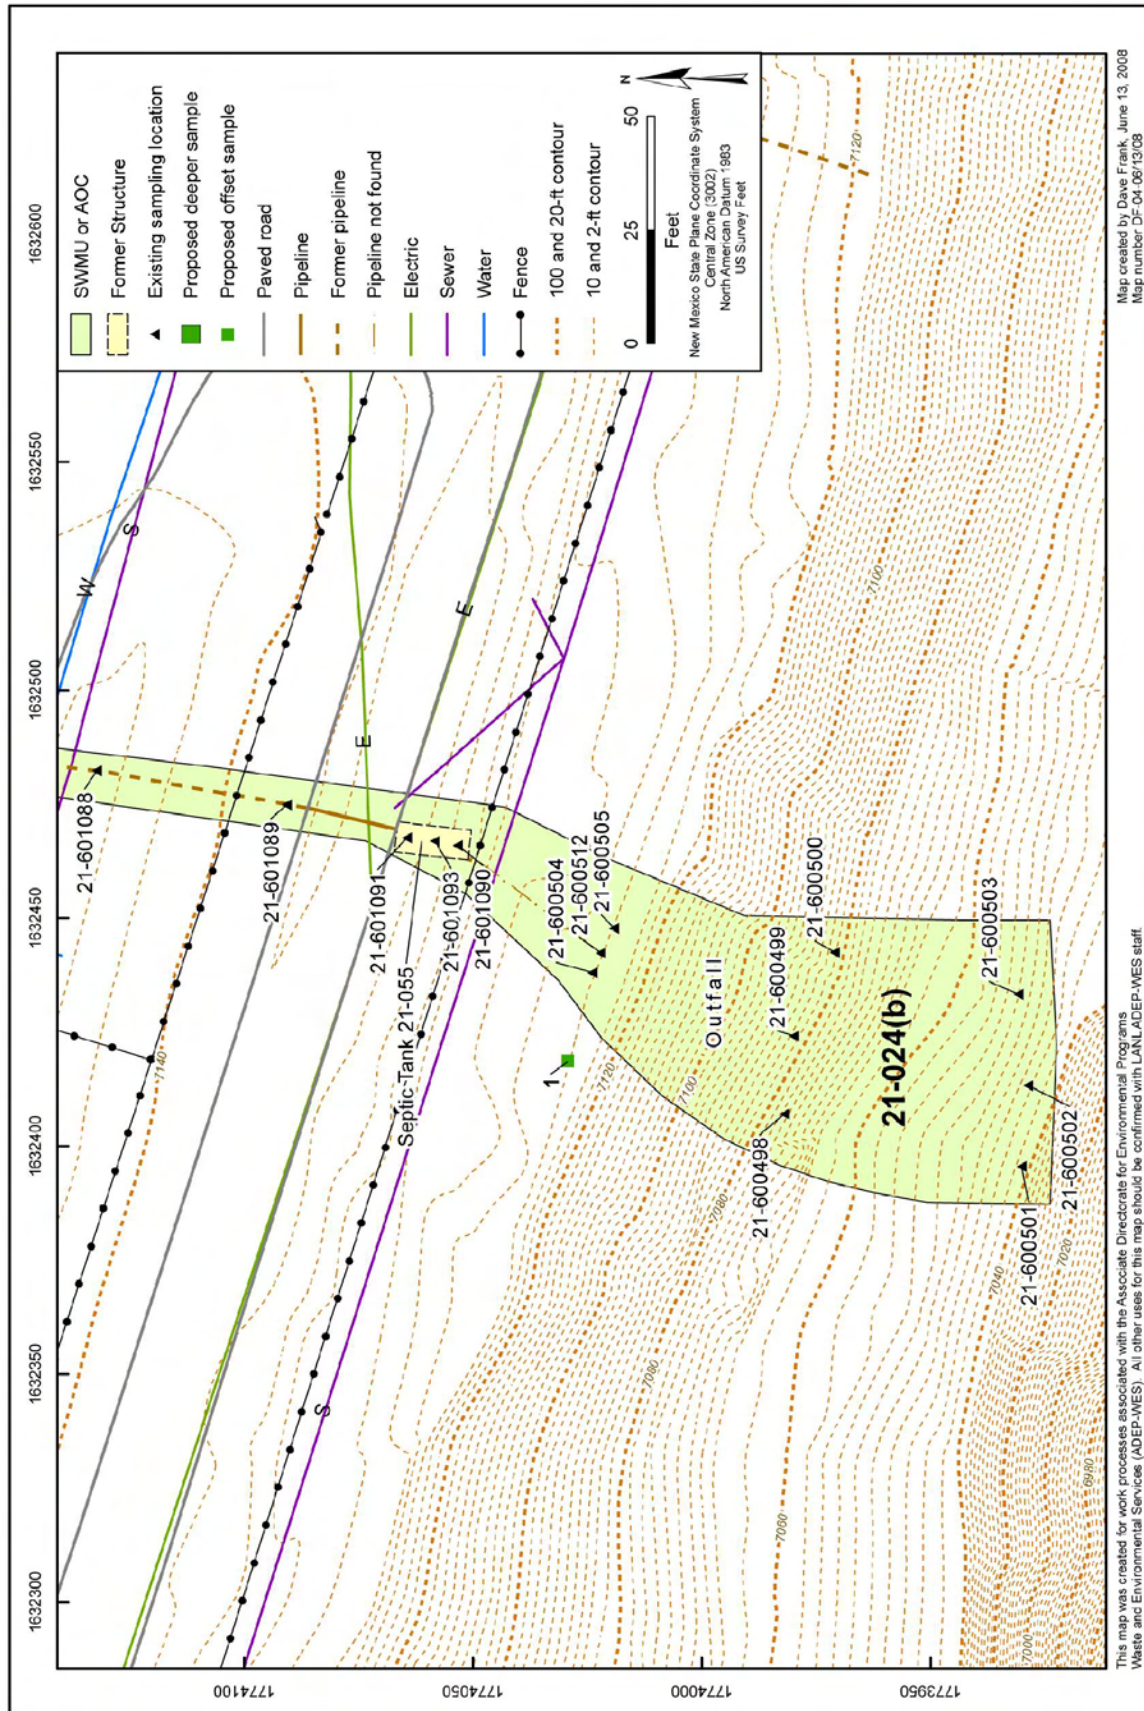 1632300
1632350
1632400
1632450
1632500
1632550
1632600
1774100
1774050
1774000
1773950
SWMU or AOC
Former Structure
Existing sampling location
Proposed deeper sample
Proposed offset sample
Paved road
Pipeline
Former pipeline
Pipeline not found
Electric
Sewer
Water
Fence
100 and 20-ft contour
10 and 2-ft contour
N
0
25
50
Feet
New Mexico State Plane Coordinate System
Central Zone (3002)
North American Datum 1983
US Survey Feet
W
S
E
E
S
21-601088
21-601089
21-601091
Septic Tank 21-055
21-601093
21-601090
21-600504
21-600512
21-600505
1
Outfall
21-600499
21-600500
21-600498
21-024(b)
21-600503
21-600501
21-600502
7140
7120
7100
7080
7080
7060
7040
7020
7000
6980
7100
7120
This map was created for work processes associated with the Associate Directorate for Environmental Programs
Waste and Environmental Services (ADEP-WES). All other uses for this map should be confirmed with LANL ADEP-WES staff.
Map created by Dave Frank, June 13, 2008
Map number DF-04-06/13/08